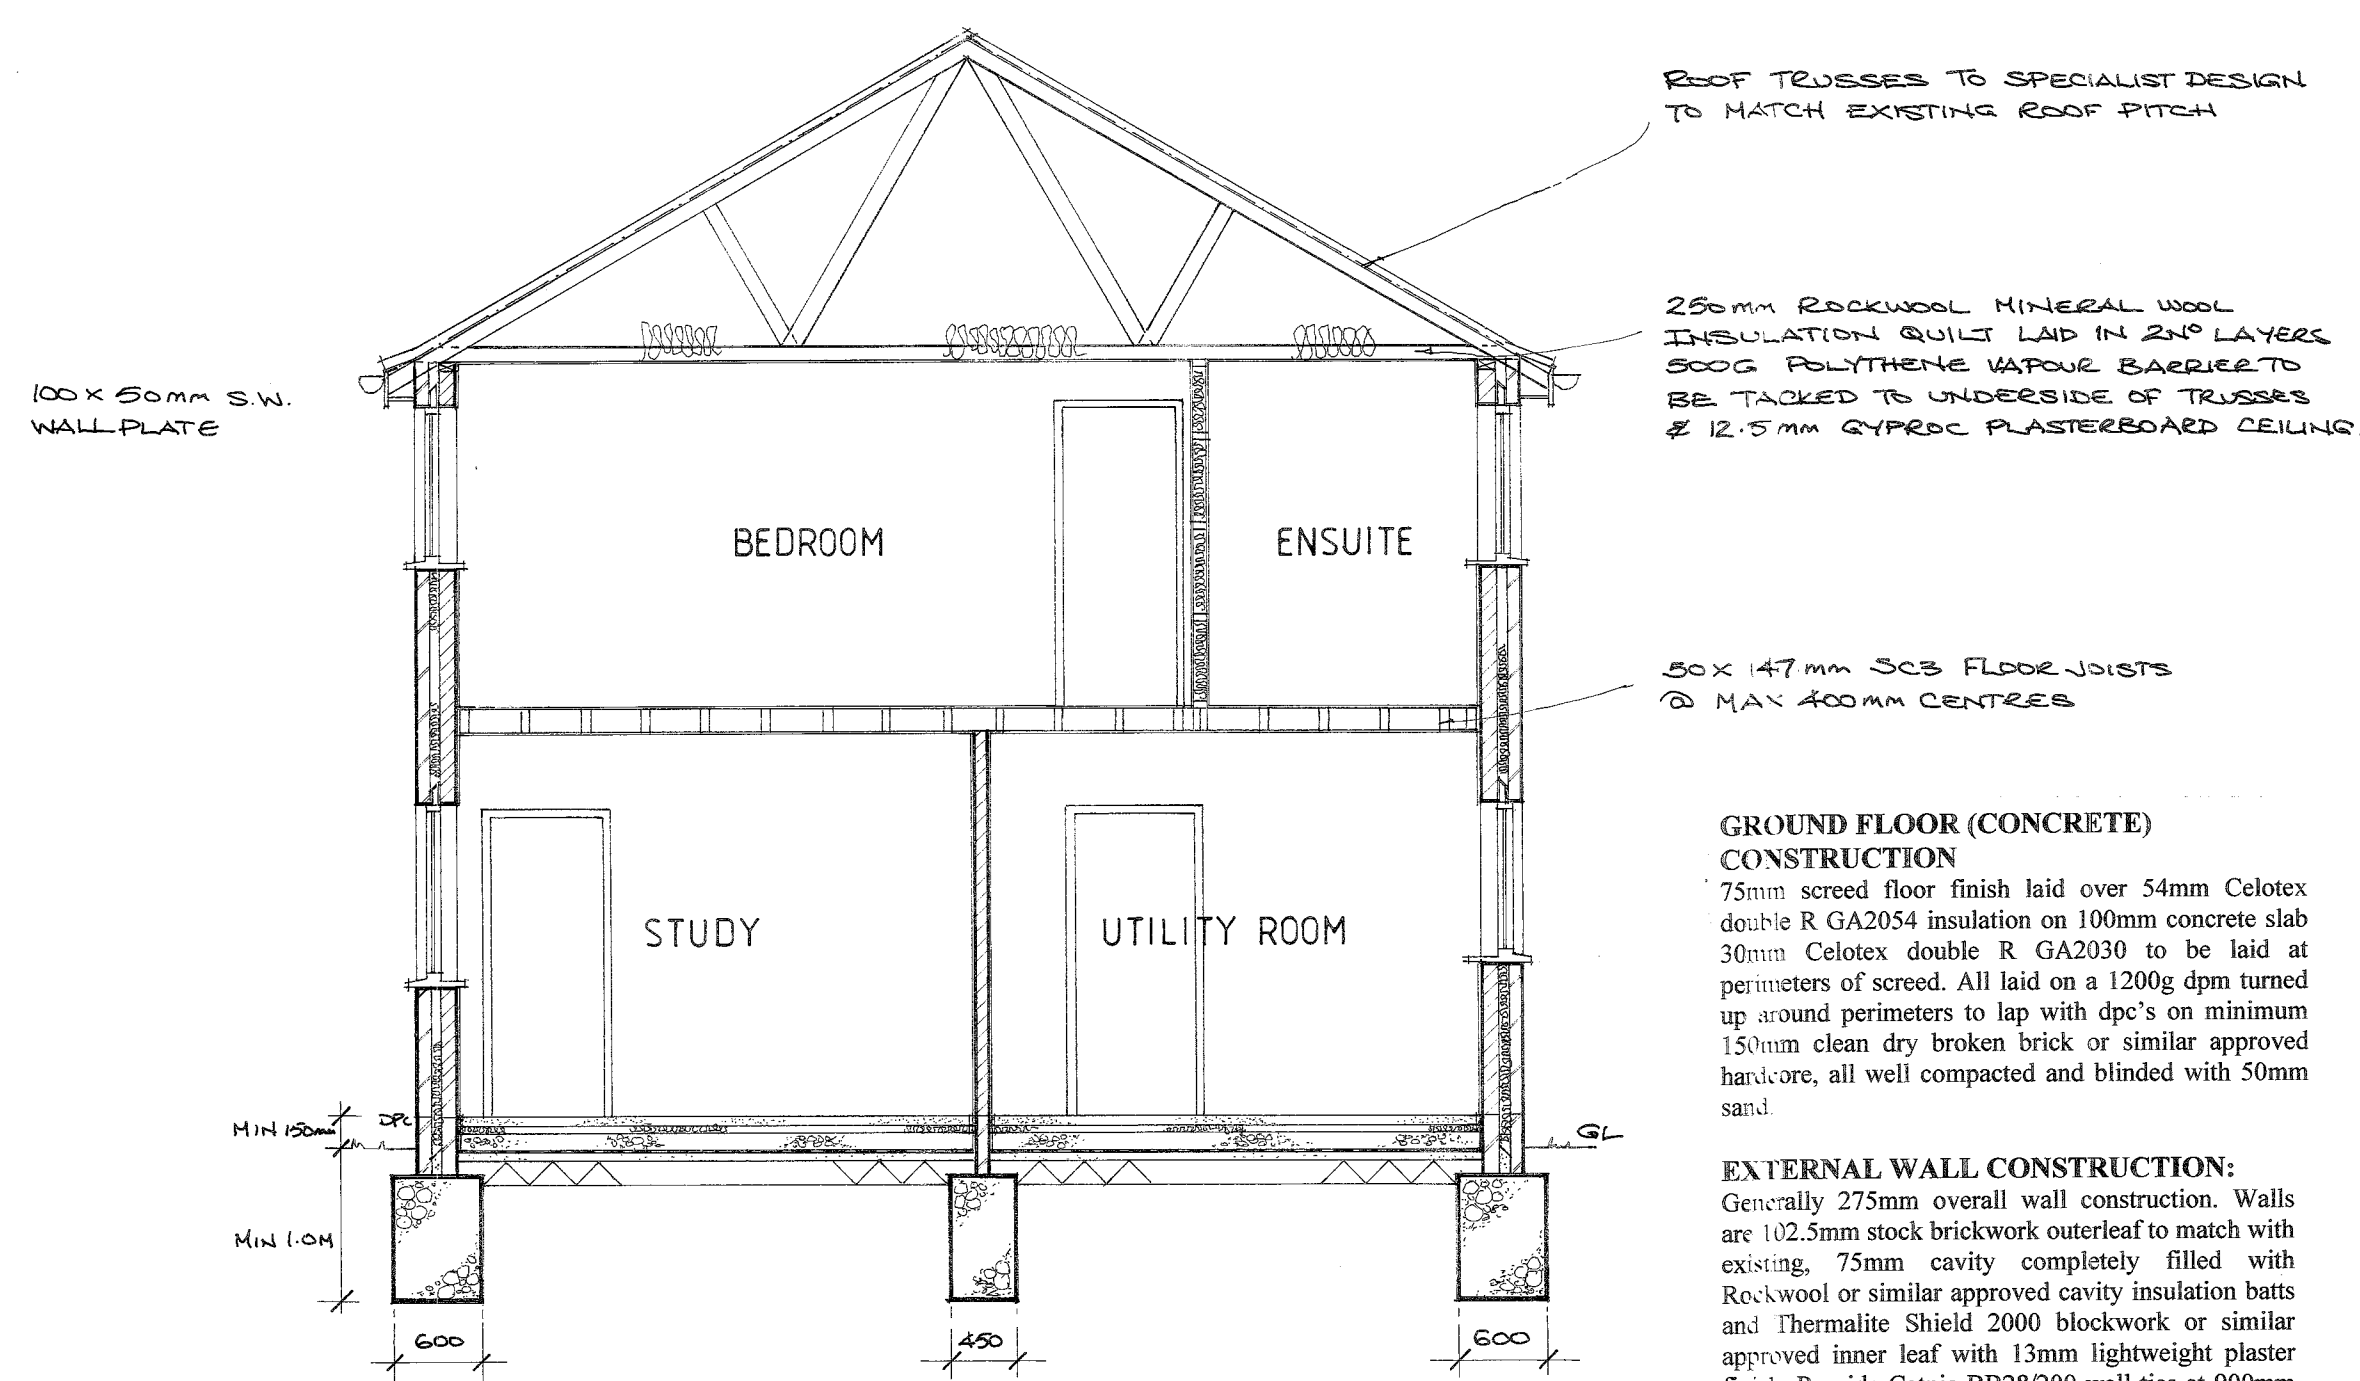 ROOF TRUSSES TO SPECIALIST DESIGN
TO MATCH EXISTING ROOF PITCH
250mm ROCKWOOL MINERAL WOOL
INSULATION QUILT LAID IN 2Nº LAYERS
500G POLYTHENE VAPOUR BARRIER TO
BE TACKED TO UNDERSIDE OF TRUSSES
& 12.5mm GYPROC PLASTERBOARD CEILING.
100 x 50mm S.W.
WALLPLATE
BEDROOM
ENSUITE
50 x 147mm SC3 FLOOR JOISTS
@ MAX 400mm CENTRES
STUDY
UTILITY ROOM
MIN 150mm
DPC
GL
MIN 1.0M
600
450
600
GROUND FLOOR (CONCRETE)
CONSTRUCTION
75mm screed floor finish laid over 54mm Celotex
double R GA2054 insulation on 100mm concrete slab
30mm Celotex double R GA2030 to be laid at
perimeters of screed. All laid on a 1200g dpm turned
up around perimeters to lap with dpc's on minimum
150mm clean dry broken brick or similar approved
hardcore, all well compacted and blinded with 50mm
sand.
EXTERNAL WALL CONSTRUCTION:
Generally 275mm overall wall construction. Walls
are 102.5mm stock brickwork outerleaf to match with
existing, 75mm cavity completely filled with
Rockwool or similar approved cavity insulation batts
and Thermalite Shield 2000 blockwork or similar
approved inner leaf with 13mm lightweight plaster